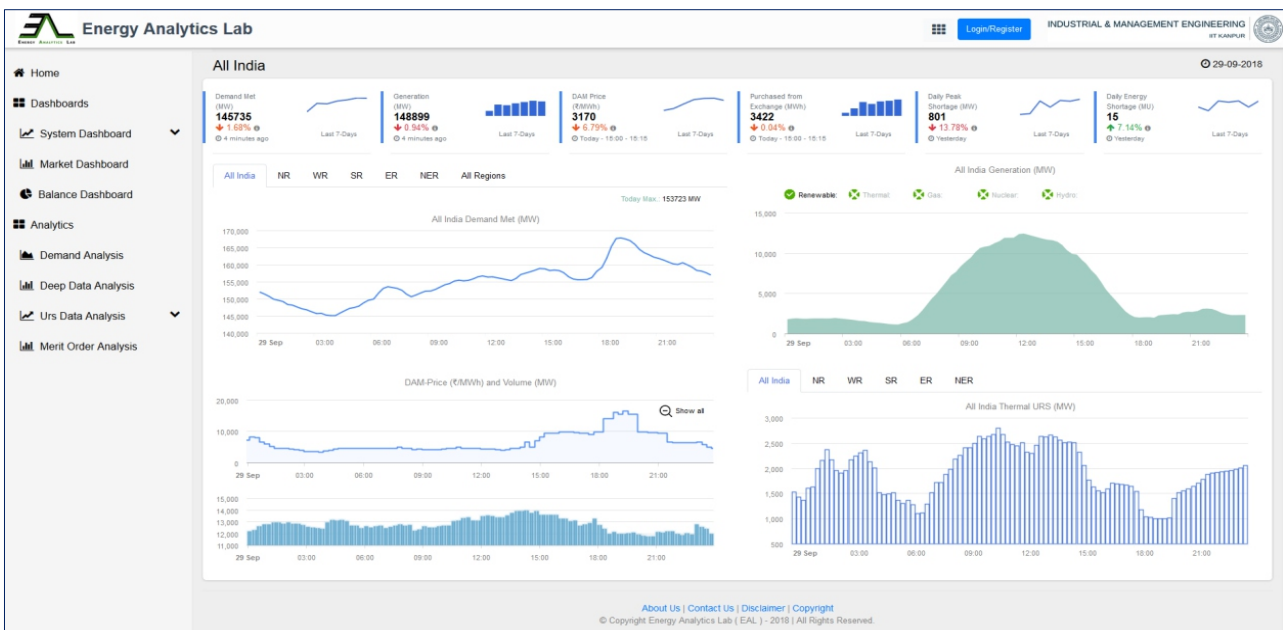 Energy Analytics Lab
ENERGY ANALYTICS LAB
Login/Register
INDUSTRIAL & MANAGEMENT ENGINEERING
IIT KANPUR
Home
Dashboards
System Dashboard
Market Dashboard
Balance Dashboard
Analytics
Demand Analysis
Deep Data Analysis
Urs Data Analysis
Merit Order Analysis
All India
29-09-2018
Demand Met
(MW)
145735
1.68%
4 minutes ago
Last 7-Days
Generation
(MW)
148899
0.94%
4 minutes ago
Last 7-Days
DAM Price
(₹/MWh)
3170
6.79%
Today - 15:00 - 15:15
Last 7-Days
Purchased from
Exchange (MWh)
3422
0.04%
Today - 15:00 - 15:15
Last 7-Days
Daily Peak
Shortage (MW)
801
13.78%
Yesterday
Last 7-Days
Daily Energy
Shortage (MU)
15
7.14%
Yesterday
Last 7-Days
All India NR WR SR ER NER All Regions
Today Max.: 153723 MW
All India Demand Met (MW)
170,000
165,000
160,000
155,000
150,000
145,000
140,000
29 Sep 03:00 06:00 09:00 12:00 15:00 18:00 21:00
All India Generation (MW)
Renewable: Thermal: Gas: Nuclear: Hydro:
15,000
10,000
5,000
0
29 Sep 03:00 06:00 09:00 12:00 15:00 18:00 21:00
DAM-Price (₹/MWh) and Volume (MW)
Show all
20,000
10,000
0
29 Sep 03:00 06:00 09:00 12:00 15:00 18:00 21:00
15,000
14,000
13,000
12,000
11,000
29 Sep 03:00 06:00 09:00 12:00 15:00 18:00 21:00
All India NR WR SR ER NER
All India Thermal URS (MW)
3,000
2,500
2,000
1,500
1,000
500
29 Sep 03:00 06:00 09:00 12:00 15:00 18:00 21:00
About Us | Contact Us | Disclaimer | Copyright
© Copyright Energy Analytics Lab ( EAL ) - 2018 | All Rights Reserved.